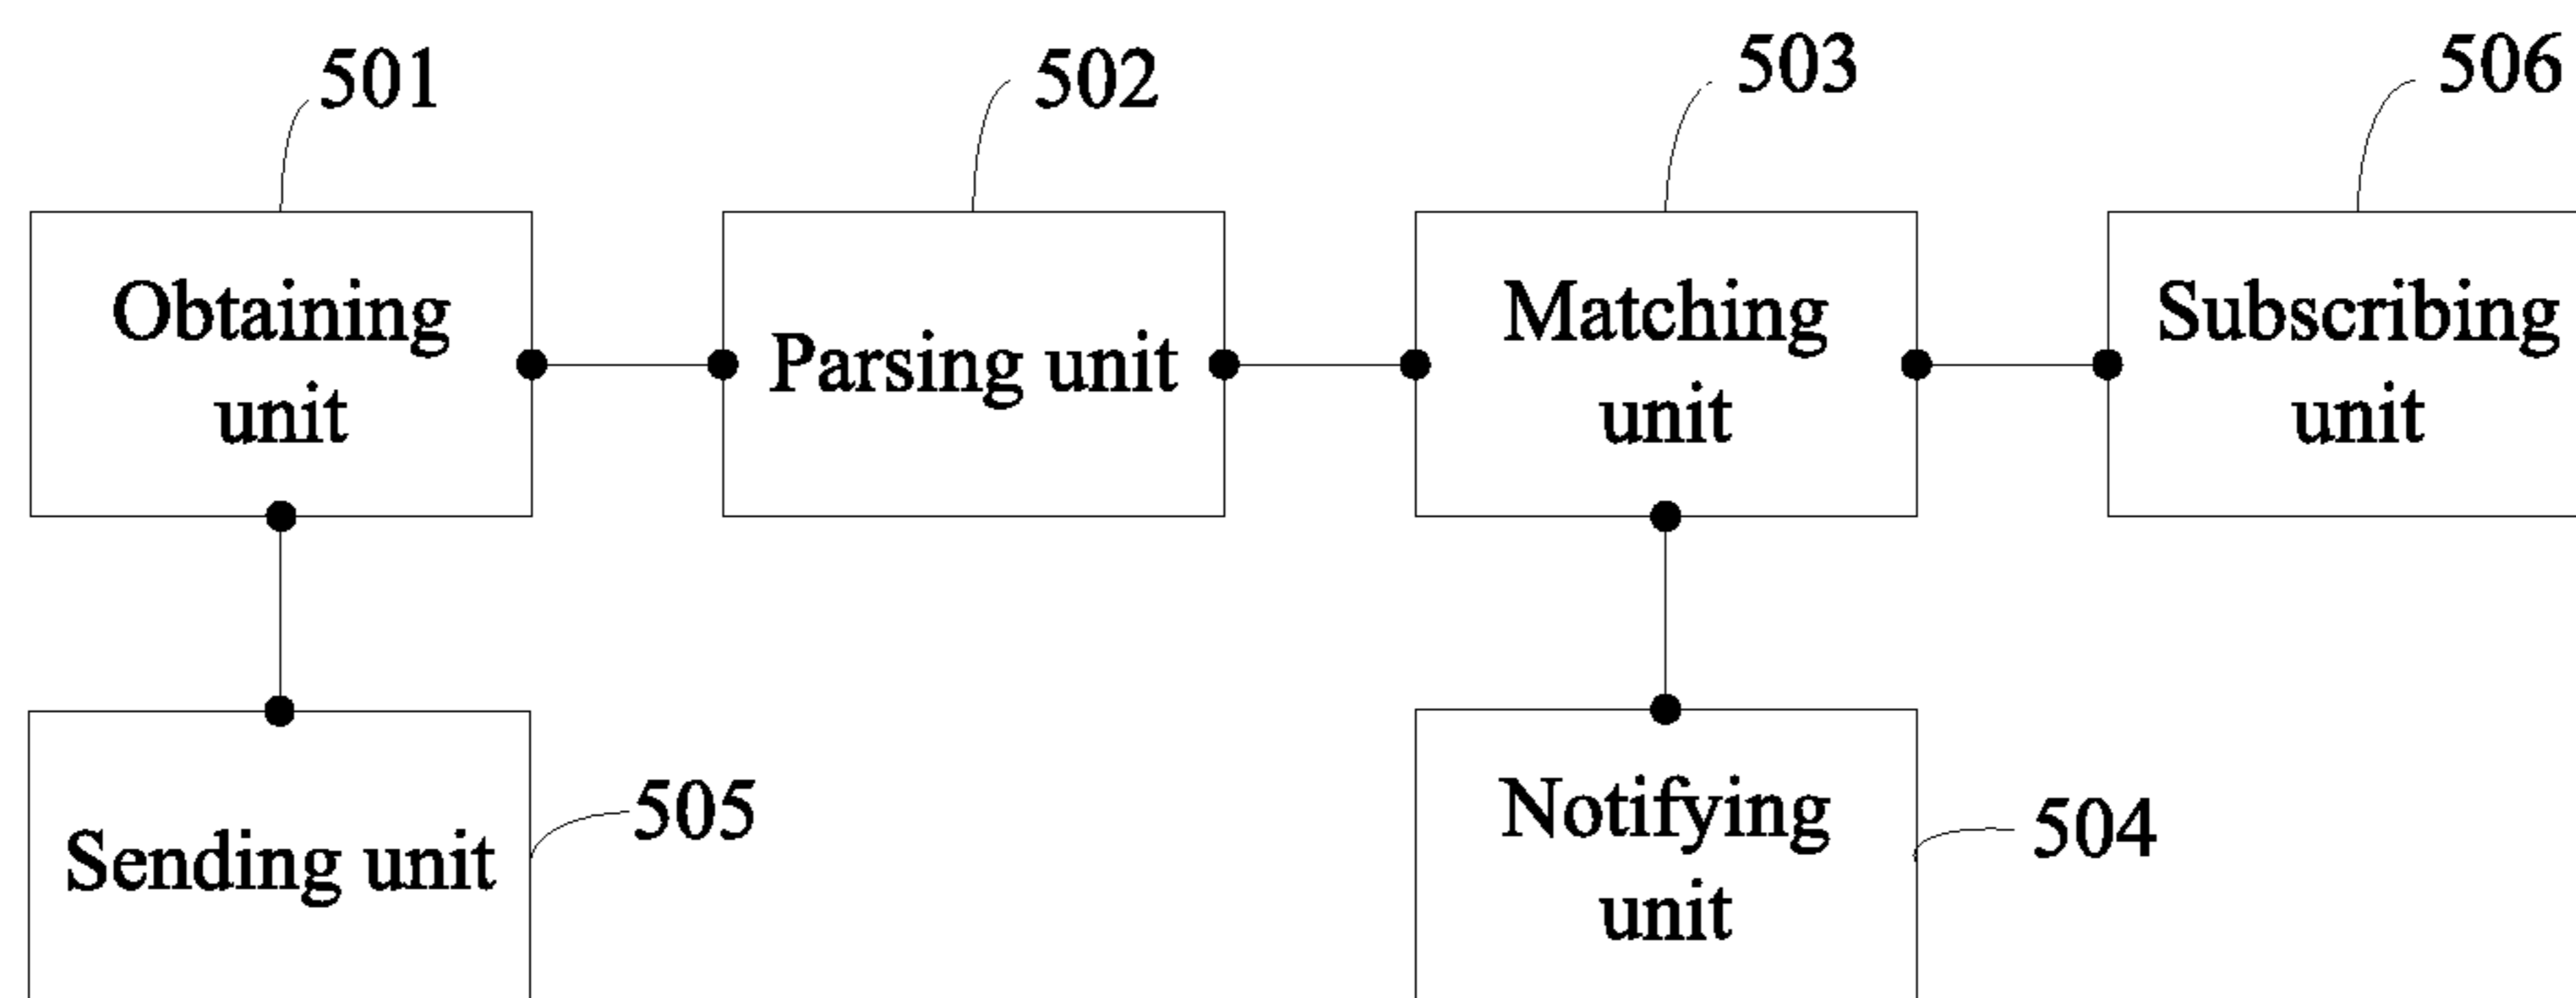 501
502
503
506
Obtaining
unit
Parsing unit
Matching
unit
Subscribing
unit
Sending unit
505
Notifying
unit
504